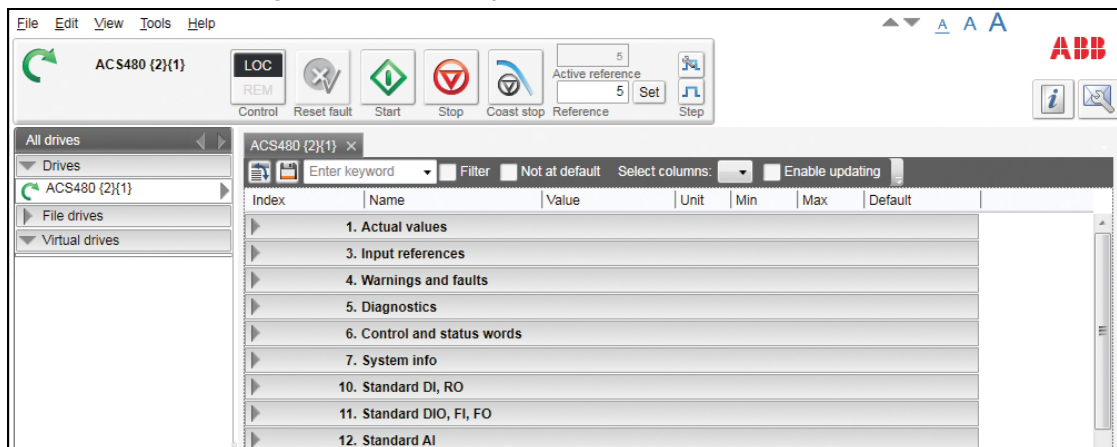 File Edit View Tools Help
A A A
ABB
ACS480 {2}{1}
LOC
REM
Control
Reset fault
Start
Stop
Coast stop
5
Active reference
5 Set
Reference
Step
i
All drives
Drives
ACS480 {2}{1}
File drives
Virtual drives
ACS480 {2}{1} ×
Enter keyword Filter Not at default Select columns: Enable updating
Index Name Value Unit Min Max Default
1. Actual values
3. Input references
4. Warnings and faults
5. Diagnostics
6. Control and status words
7. System info
10. Standard DI, RO
11. Standard DIO, FI, FO
12. Standard AI